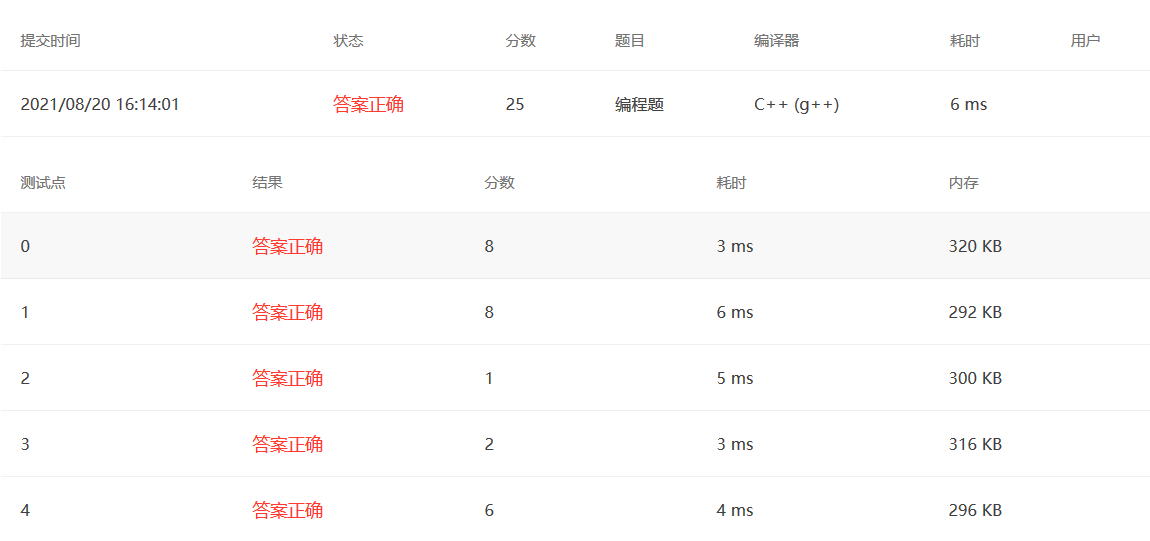 提交时间 状态 分数 题目 编译器 耗时 用户
2021/08/20 16:14:01 答案正确 25 编程题 C++ (g++) 6 ms
测试点 结果 分数 耗时 内存
0 答案正确 8 3 ms 320 KB
1 答案正确 8 6 ms 292 KB
2 答案正确 1 5 ms 300 KB
3 答案正确 2 3 ms 316 KB
4 答案正确 6 4 ms 296 KB